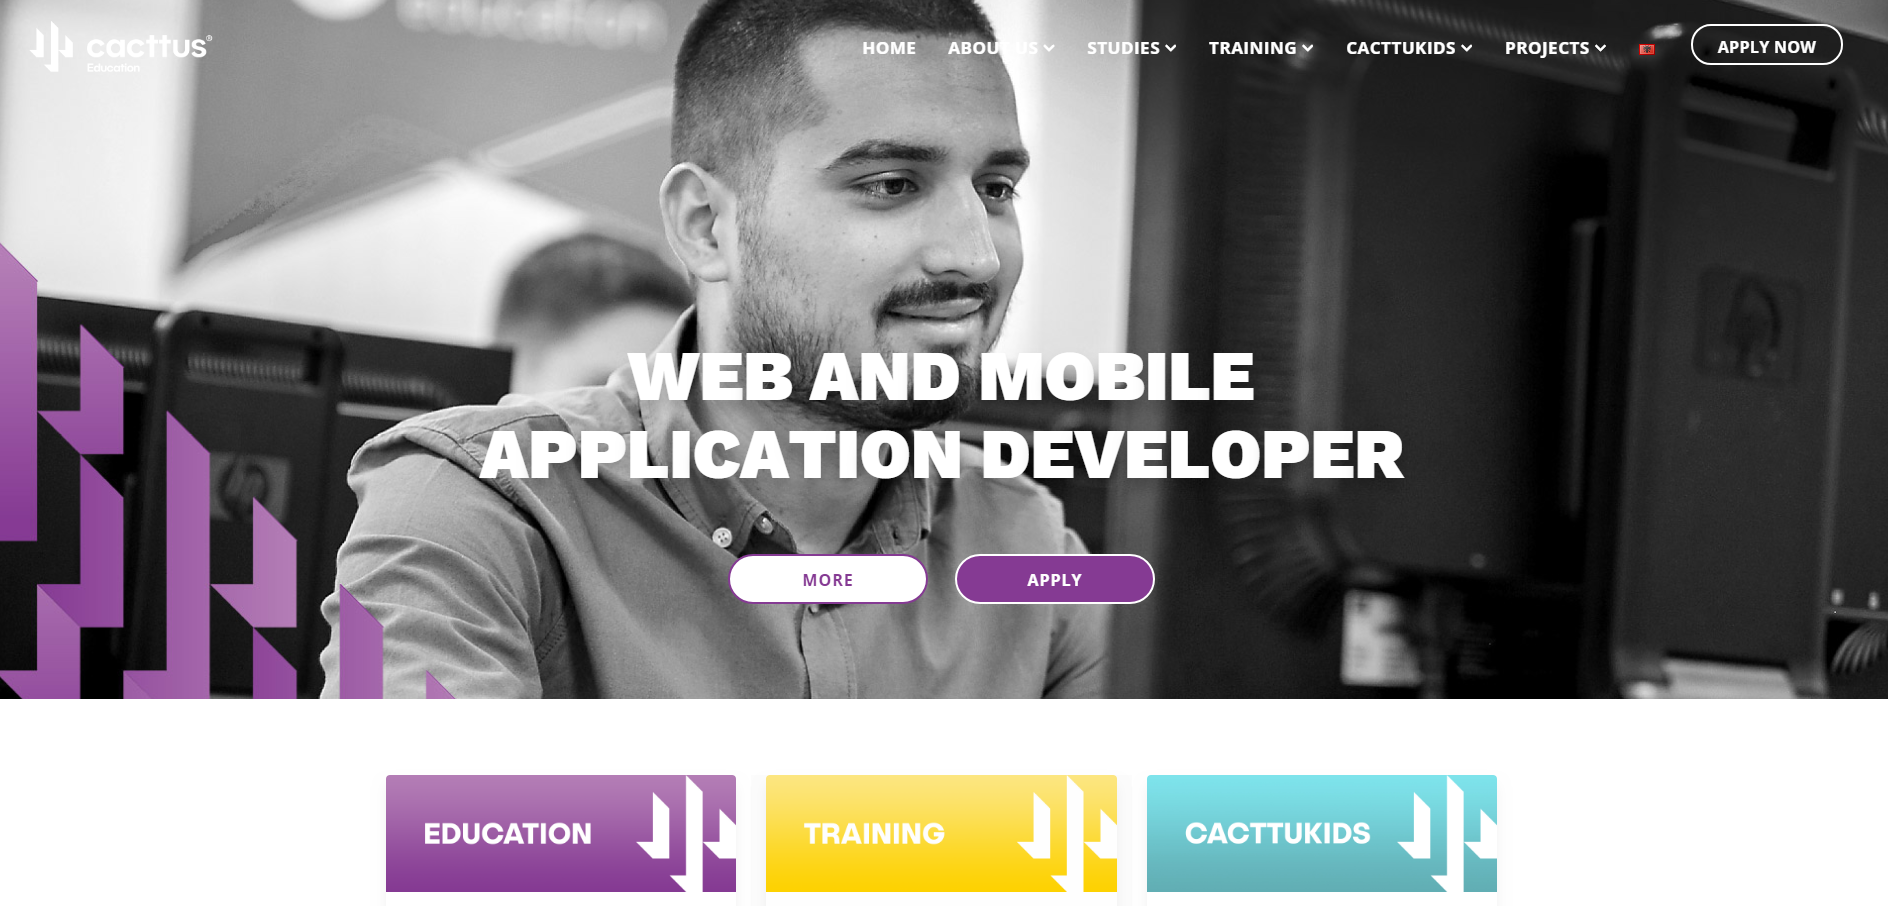 cacttus®
Education
HOME
ABOUT US
STUDIES
TRAINING
CACTTUKIDS
PROJECTS
APPLY NOW
WEB AND MOBILE
APPLICATION DEVELOPER
MORE
APPLY
EDUCATION
TRAINING
CACTTUKIDS